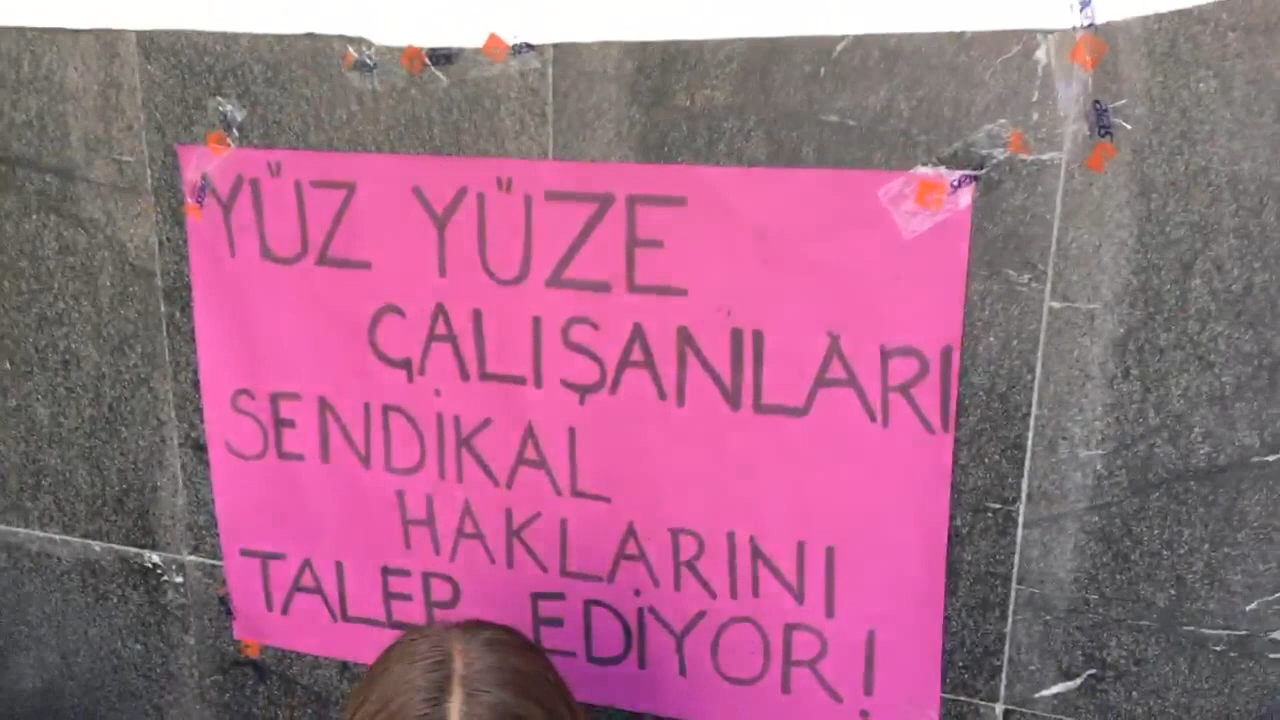 YÜZ YÜZE
ÇALIŞANLARI
SENDİKAL
HAKLARINI
TALEP EDİYOR!